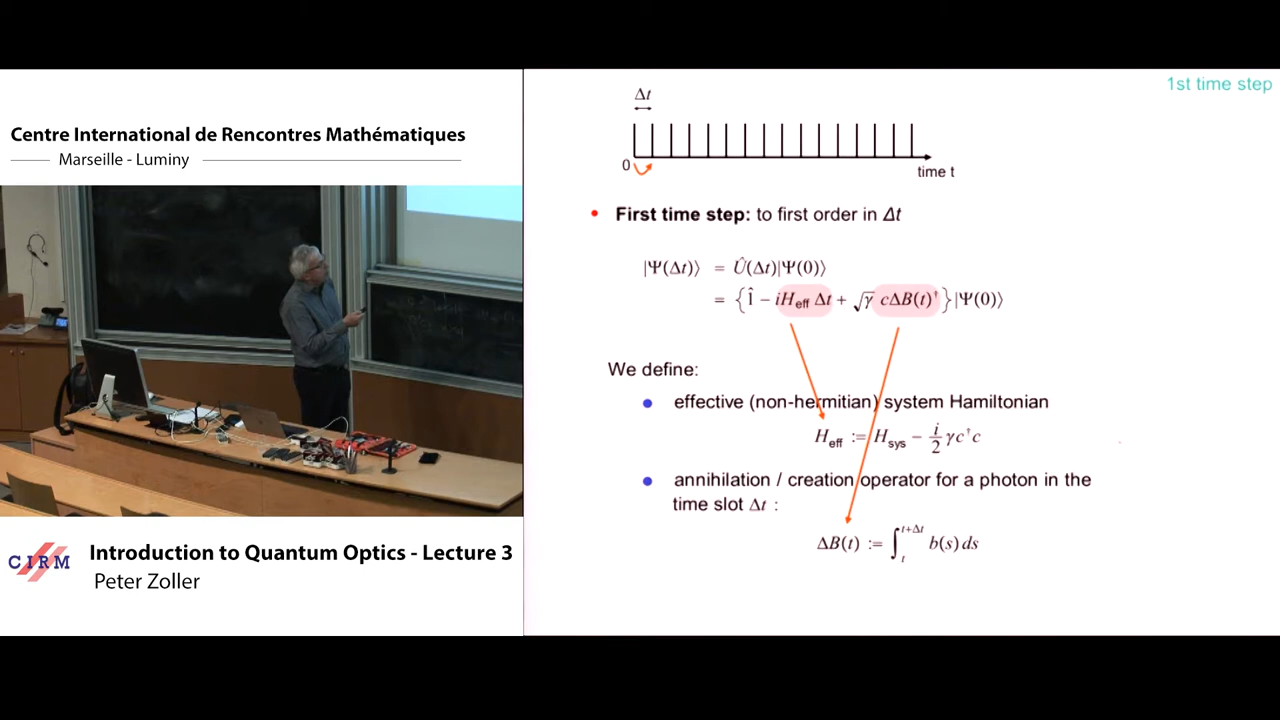 Centre International de Rencontres Mathématiques
Marseille - Luminy
CIRM
Introduction to Quantum Optics - Lecture 3
Peter Zoller
1st time step
Δt
0
time t
• First time step: to first order in Δt
|Ψ(Δt)⟩ = Û(Δt)|Ψ(0)⟩
= {1̂ − iH_eff Δt + √γ cΔB(t)†}|Ψ(0)⟩
We define:
• effective (non-hermitian) system Hamiltonian
H_eff := H_sys − i/2 γc†c
• annihilation / creation operator for a photon in the
time slot Δt :
ΔB(t) := ∫_t^{t+Δt} b(s) ds